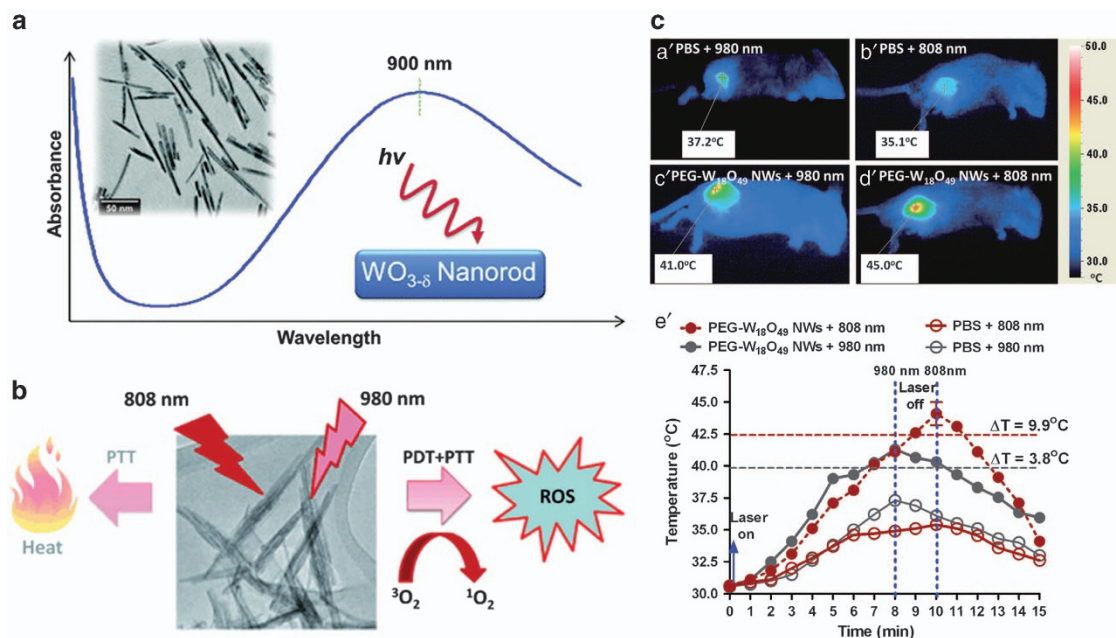 a
900 nm
hν
50 nm
WO3-δ Nanorod
Absorbance
Wavelength
b
808 nm
980 nm
PTT
PDT+PTT
Heat
ROS
³O₂
¹O₂
c
a′ PBS + 980 nm
37.2°C
b′ PBS + 808 nm
35.1°C
c′ PEG-W₁₈O₄₉ NWs + 980 nm
41.0°C
d′ PEG-W₁₈O₄₉ NWs + 808 nm
45.0°C
50.0
45.0
40.0
35.0
30.0
°C
e′
PEG-W₁₈O₄₉ NWs + 808 nm
PBS + 808 nm
PEG-W₁₈O₄₉ NWs + 980 nm
PBS + 980 nm
980 nm 808nm
Laser
off
ΔT = 9.9°C
ΔT = 3.8°C
Laser
on
Temperature (°C)
47.5
45.0
42.5
40.0
37.5
35.0
32.5
30.0
0 1 2 3 4 5 6 7 8 9 10 11 12 13 14 15
Time (min)